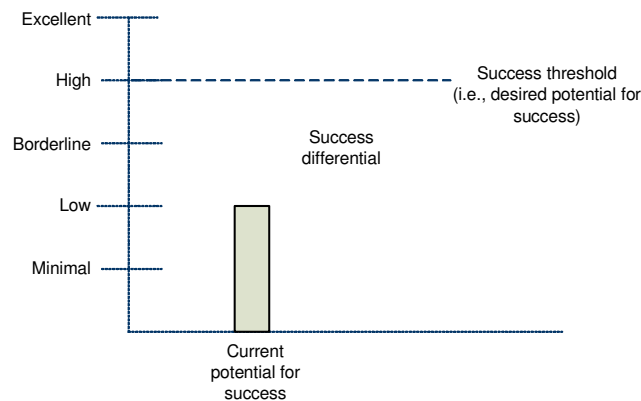 Excellent
High
Success threshold
(i.e., desired potential for
success)
Borderline
Success
differential
Low
Minimal
Current
potential for
success